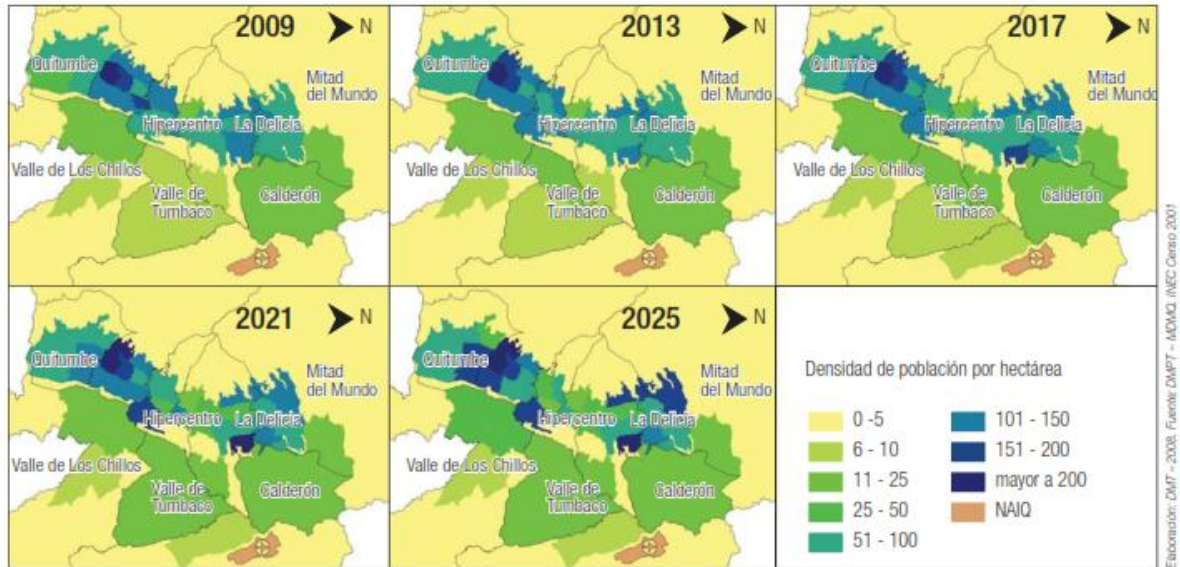 2009
N
Quitumbe
Mitad
del Mundo
Hipercentro
La Delicia
Valle de Los Chillos
Valle de
Tumbaco
Calderón
2013
N
Quitumbe
Mitad
del Mundo
Hipercentro
La Delicia
Valle de Los Chillos
Valle de
Tumbaco
Calderón
2017
N
Quitumbe
Mitad
del Mundo
Hipercentro
La Delicia
Valle de Los Chillos
Valle de
Tumbaco
Calderón
2021
N
Quitumbe
Mitad
del Mundo
Hipercentro
La Delicia
Valle de Los Chillos
Valle de
Tumbaco
Calderón
2025
N
Quitumbe
Mitad
del Mundo
Hipercentro
La Delicia
Valle de Los Chillos
Valle de
Tumbaco
Calderón
Densidad de población por hectárea
0 -5
6 - 10
11 - 25
25 - 50
51 - 100
101 - 150
151 - 200
mayor a 200
NAIQ
Elaboración: DMT - 2008. Fuente DMPT - MDMQ. INEC Censo 2001